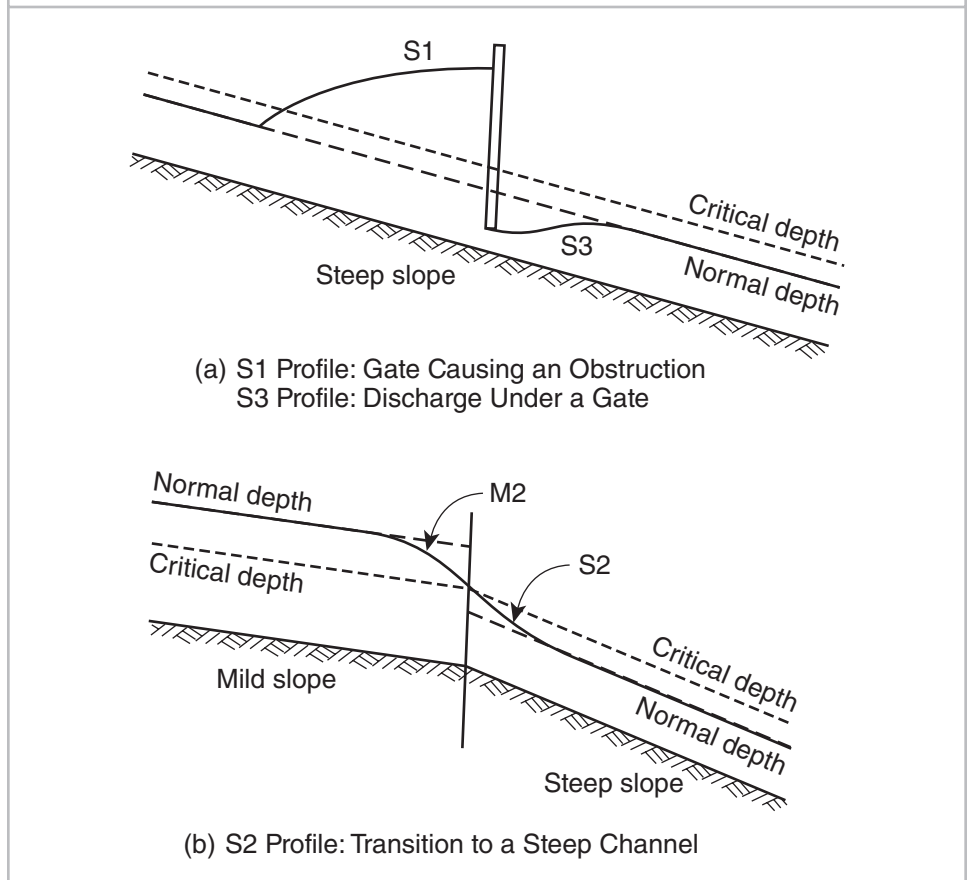 S1
Critical depth
S3
Normal depth
Steep slope
(a) S1 Profile: Gate Causing an Obstruction
S3 Profile: Discharge Under a Gate
Normal depth
M2
Critical depth
S2
Mild slope
Critical depth
Normal depth
Steep slope
(b) S2 Profile: Transition to a Steep Channel